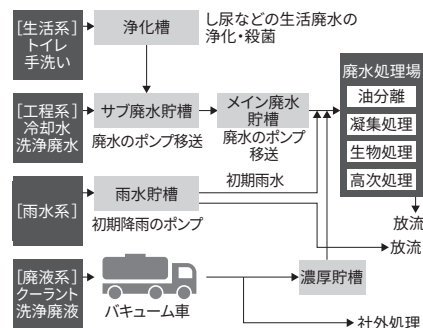 [生活系]
トイレ
手洗い
浄化槽
し尿などの生活廃水の
浄化・殺菌
[工程系]
冷却水
洗浄廃水
サブ廃水貯槽
廃水のポンプ移送
メイン廃水
貯槽
廃水のポンプ
移送
廃水処理場
油分離
凝集処理
生物処理
高次処理
放流
[雨水系]
雨水貯槽
初期降雨のポンプ
初期雨水
放流
[廃液系]
クーラント
洗浄廃液
バキューム車
濃厚貯槽
社外処理